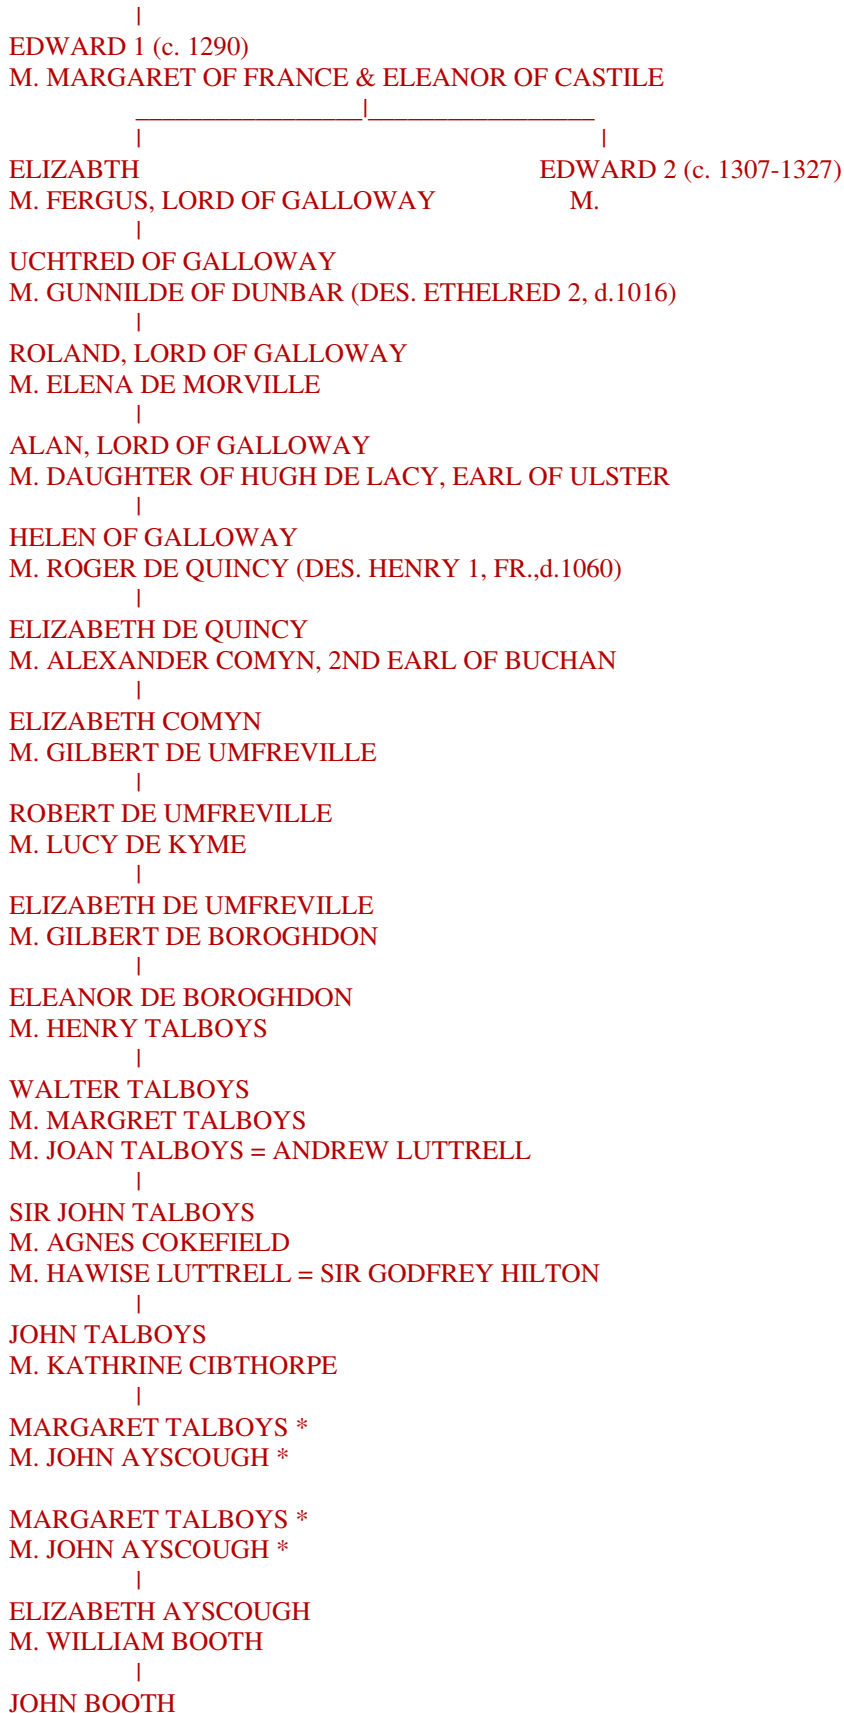 EDWARD 1 (c. 1290)
M. MARGARET OF FRANCE & ELEANOR OF CASTILE
ELIZABTH EDWARD 2 (c. 1307-1327)
M. FERGUS, LORD OF GALLOWAY M.
UCHTRED OF GALLOWAY
M. GUNNILDE OF DUNBAR (DES. ETHELRED 2, d.1016)
ROLAND, LORD OF GALLOWAY
M. ELENA DE MORVILLE
ALAN, LORD OF GALLOWAY
M. DAUGHTER OF HUGH DE LACY, EARL OF ULSTER
HELEN OF GALLOWAY
M. ROGER DE QUINCY (DES. HENRY 1, FR.,d.1060)
ELIZABETH DE QUINCY
M. ALEXANDER COMYN, 2ND EARL OF BUCHAN
ELIZABETH COMYN
M. GILBERT DE UMFREVILLE
ROBERT DE UMFREVILLE
M. LUCY DE KYME
ELIZABETH DE UMFREVILLE
M. GILBERT DE BOROGHDON
ELEANOR DE BOROGHDON
M. HENRY TALBOYS
WALTER TALBOYS
M. MARGRET TALBOYS
M. JOAN TALBOYS = ANDREW LUTTRELL
SIR JOHN TALBOYS
M. AGNES COKEFIELD
M. HAWISE LUTTRELL = SIR GODFREY HILTON
JOHN TALBOYS
M. KATHRINE CIBTHORPE
MARGARET TALBOYS *
M. JOHN AYSCOUGH *
MARGARET TALBOYS *
M. JOHN AYSCOUGH *
ELIZABETH AYSCOUGH
M. WILLIAM BOOTH
JOHN BOOTH